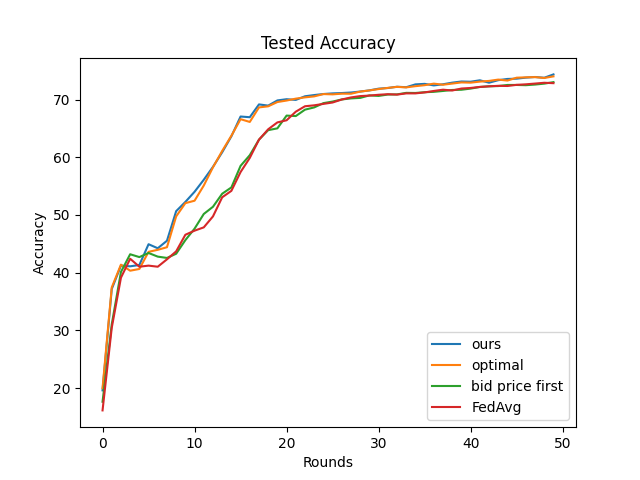 Tested Accuracy
Accuracy
70
60
50
40
30
20
0 10 20 30 40 50
Rounds
ours
optimal
bid price first
FedAvg